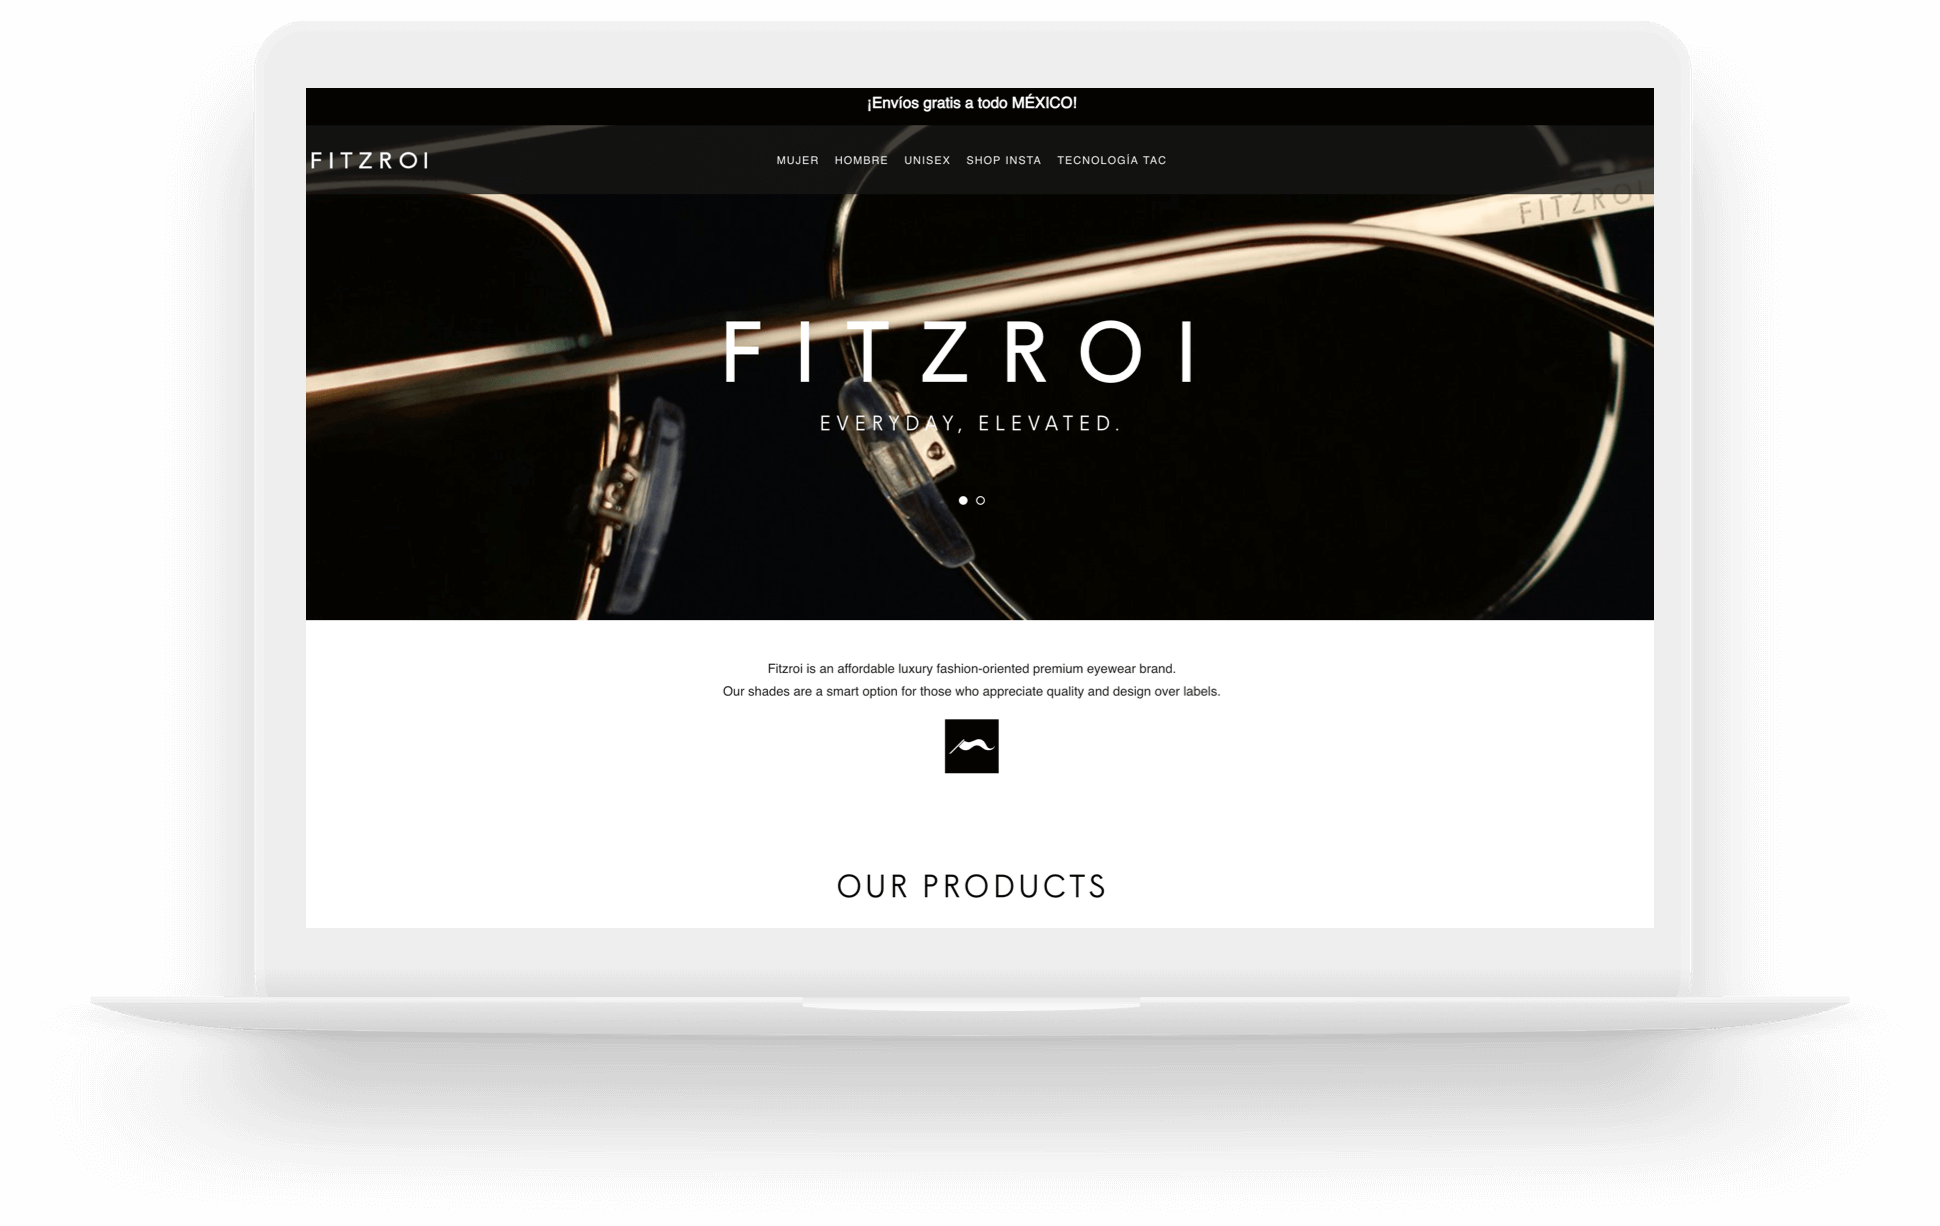 ¡Envíos gratis a todo MÉXICO!
FITZROI
MUJER HOMBRE UNISEX SHOP INSTA TECNOLOGÍA TAC
FITZROI
FITZROI
EVERYDAY, ELEVATED.
Fitzroi is an affordable luxury fashion-oriented premium eyewear brand.
Our shades are a smart option for those who appreciate quality and design over labels.
OUR PRODUCTS